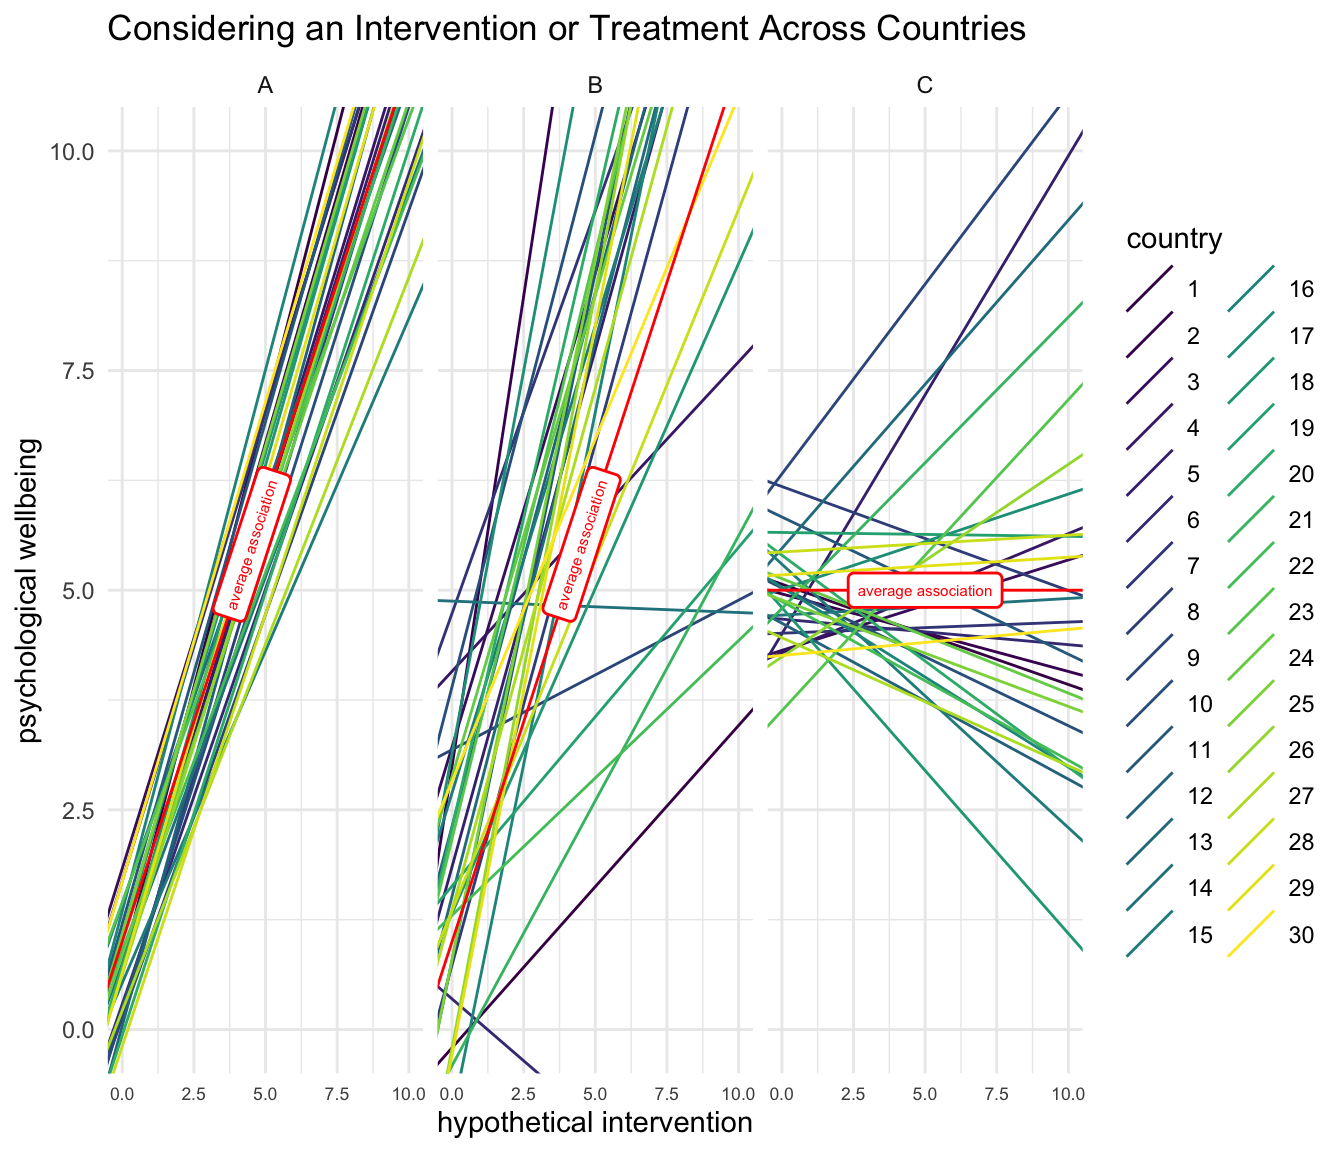 Considering an Intervention or Treatment Across Countries
A
B
C
psychological wellbeing
10.0
7.5
5.0
2.5
0.0
average association
average association
average association
0.0 2.5 5.0 7.5 10.0
0.0 2.5 5.0 7.5 10.0
0.0 2.5 5.0 7.5 10.0
hypothetical intervention
country
1
2
3
4
5
6
7
8
9
10
11
12
13
14
15
16
17
18
19
20
21
22
23
24
25
26
27
28
29
30